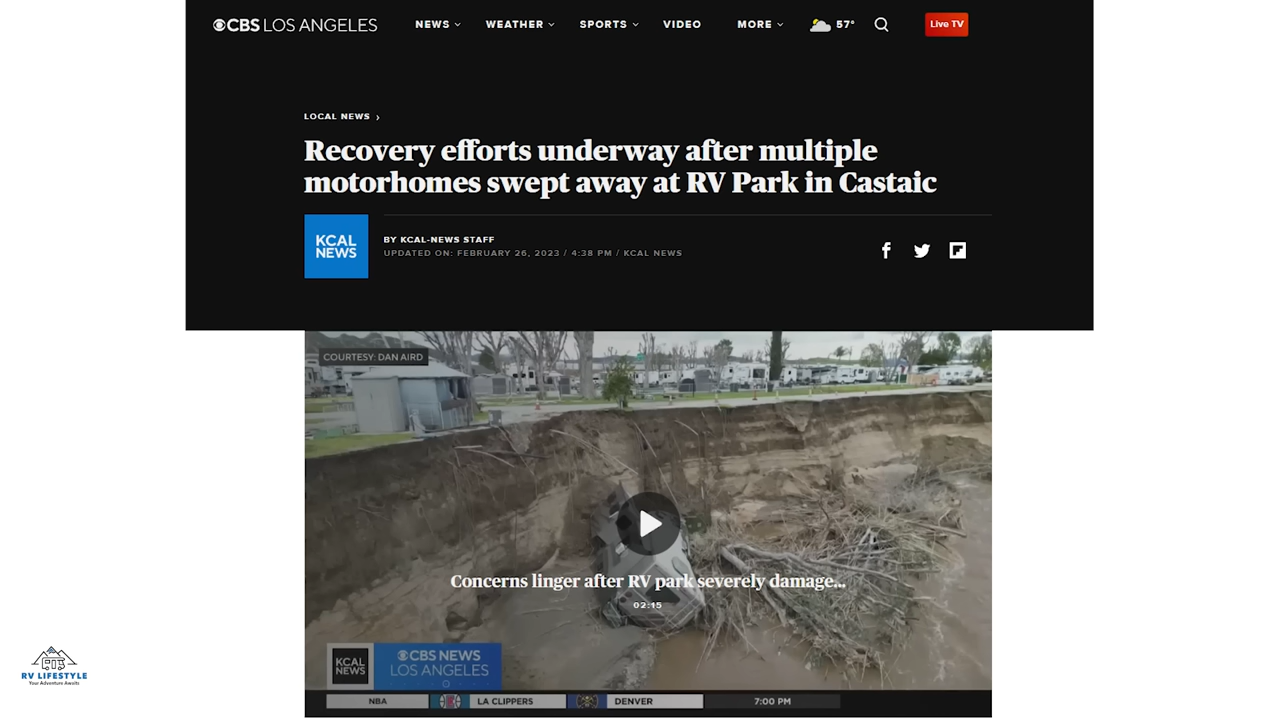 CBS LOS ANGELES NEWS WEATHER SPORTS VIDEO MORE 57° Live TV
LOCAL NEWS ›
Recovery efforts underway after multiple
motorhomes swept away at RV Park in Castaic
KCAL
NEWS
BY KCAL-NEWS STAFF
UPDATED ON: FEBRUARY 26, 2023 / 4:38 PM / KCAL NEWS
COURTESY: DAN AIRD
Concerns linger after RV park severely damage...
02:15
KCAL
NEWS
CBS NEWS
LOS ANGELES
NBA LA CLIPPERS DENVER 7:00 PM
RV LIFESTYLE
Your Adventure Awaits